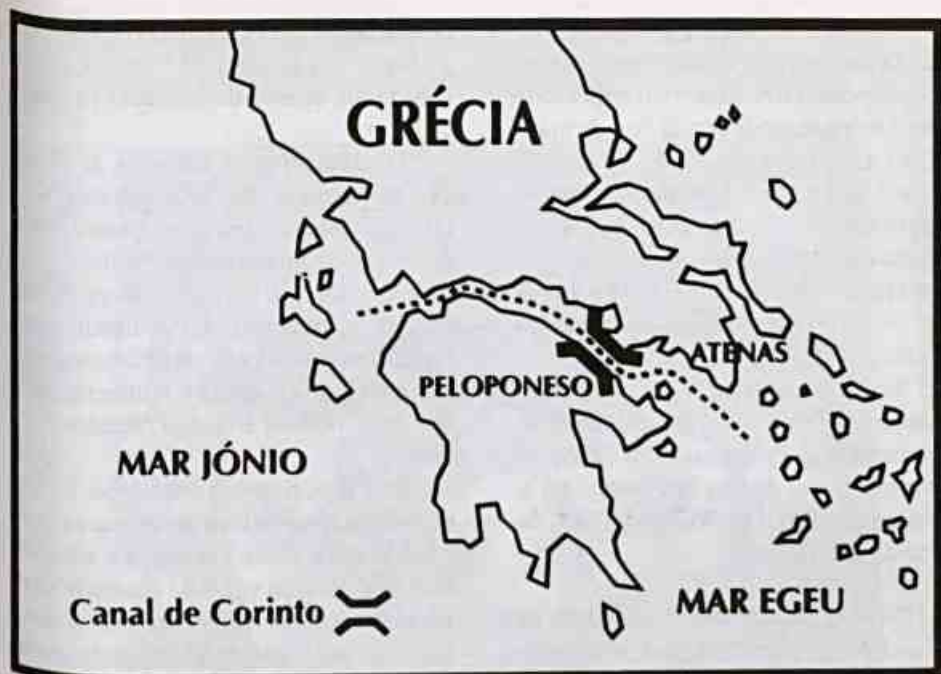 GRÉCIA
ATENAS
PELOPONESO
MAR JÓNIO
MAR EGEU
Canal de Corinto